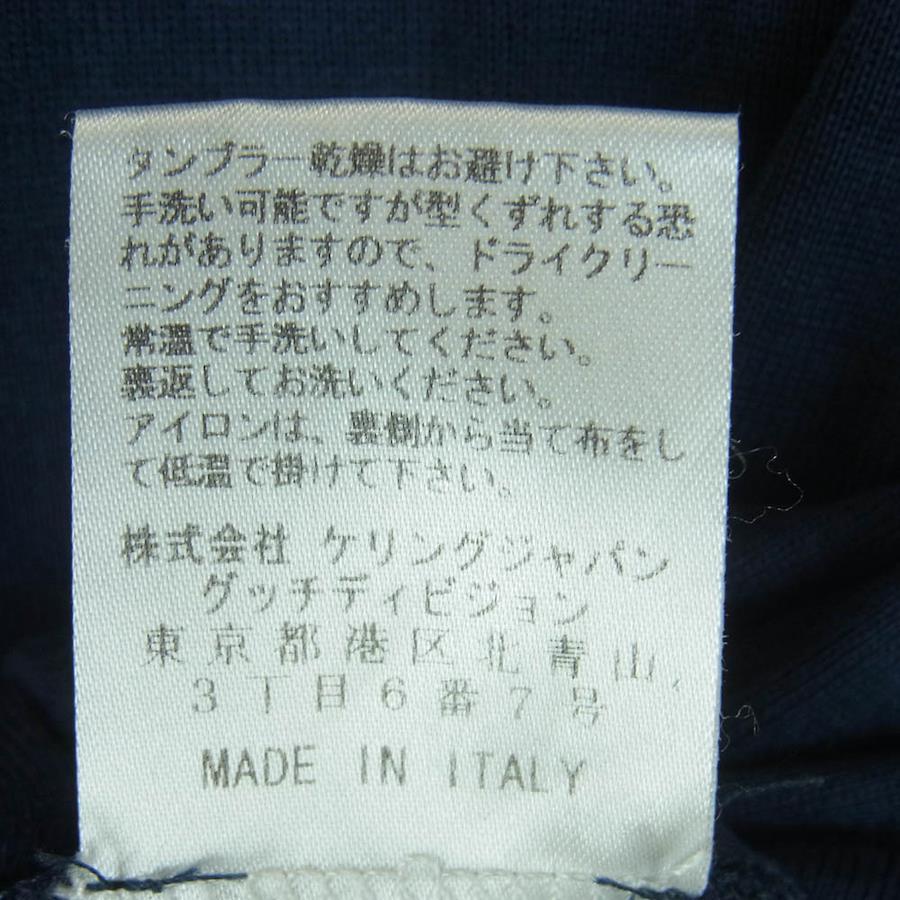 タンブラー乾燥はお避け下さい。
手洗い可能ですが型くずれする恐
れがありますので、ドライクリー
ニングをおすすめします。
常温で手洗いしてください。
裏返してお洗いください。
アイロンは、裏側から当て布をし
て低温で掛けて下さい。
株式会社 ケリングジャパン
グッチディビジョン
東京都港区北青山、
3丁目6番7号
MADE IN ITALY